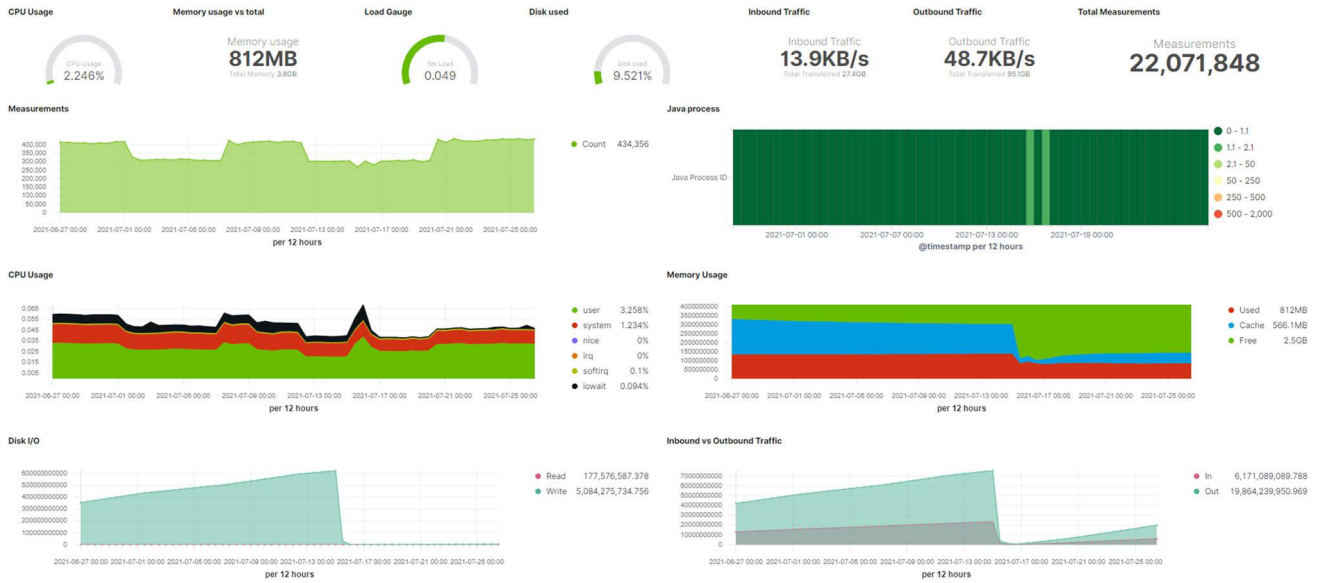 CPU Usage
Memory usage vs total
Load Gauge
Disk used
Inbound Traffic
Outbound Traffic
Total Measurements
CPU Usage
2.246%
Memory usage
812MB
Total Memory 3.8GB
5m Load
0.049
Disk used
9.521%
Inbound Traffic
13.9KB/s
Total Transferred 27.4GB
Outbound Traffic
48.7KB/s
Total Transferred 95.1GB
Measurements
22,071,848
Measurements
400,000
350,000
300,000
250,000
200,000
150,000
100,000
50,000
0
2021-06-27 00:00 2021-07-01 00:00 2021-07-05 00:00 2021-07-09 00:00 2021-07-13 00:00 2021-07-17 00:00 2021-07-21 00:00 2021-07-25 00:00
per 12 hours
Count 434,356
Java process
Java Process ID
2021-07-01 00:00 2021-07-07 00:00 2021-07-13 00:00 2021-07-19 00:00
@timestamp per 12 hours
0 - 1.1
1.1 - 2.1
2.1 - 50
50 - 250
250 - 500
500 - 2,000
CPU Usage
0.065
0.055
0.045
0.035
0.025
0.015
0.005
2021-06-27 00:00 2021-07-01 00:00 2021-07-05 00:00 2021-07-09 00:00 2021-07-13 00:00 2021-07-17 00:00 2021-07-21 00:00 2021-07-25 00:00
per 12 hours
user 3.258%
system 1.234%
nice 0%
irq 0%
softirq 0.1%
iowait 0.094%
Memory Usage
4000000000
3500000000
3000000000
2500000000
2000000000
1500000000
1000000000
500000000
0
2021-06-27 00:00 2021-07-01 00:00 2021-07-05 00:00 2021-07-09 00:00 2021-07-13 00:00 2021-07-17 00:00 2021-07-21 00:00 2021-07-25 00:00
per 12 hours
Used 812MB
Cache 566.1MB
Free 2.5GB
Disk I/O
600000000000
500000000000
400000000000
300000000000
200000000000
100000000000
0
2021-06-27 00:00 2021-07-01 00:00 2021-07-05 00:00 2021-07-09 00:00 2021-07-13 00:00 2021-07-17 00:00 2021-07-21 00:00 2021-07-25 00:00
per 12 hours
Read 177,576,587.378
Write 5,084,275,734.756
Inbound vs Outbound Traffic
70000000000
60000000000
50000000000
40000000000
30000000000
20000000000
10000000000
0
2021-06-27 00:00 2021-07-01 00:00 2021-07-05 00:00 2021-07-09 00:00 2021-07-13 00:00 2021-07-17 00:00 2021-07-21 00:00 2021-07-25 00:00
per 12 hours
In 6,171,089,089.788
Out 19,864,239,950.969